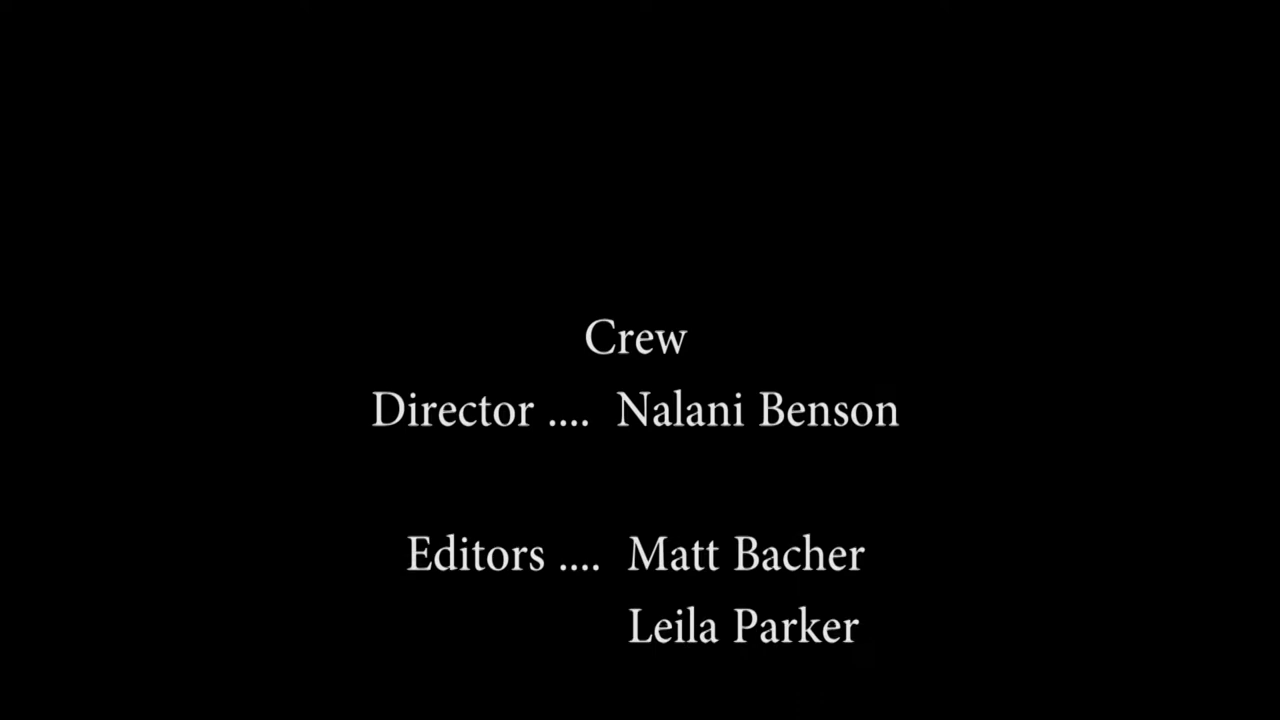 Crew
Director .... Nalani Benson
Editors .... Matt Bacher
Leila Parker